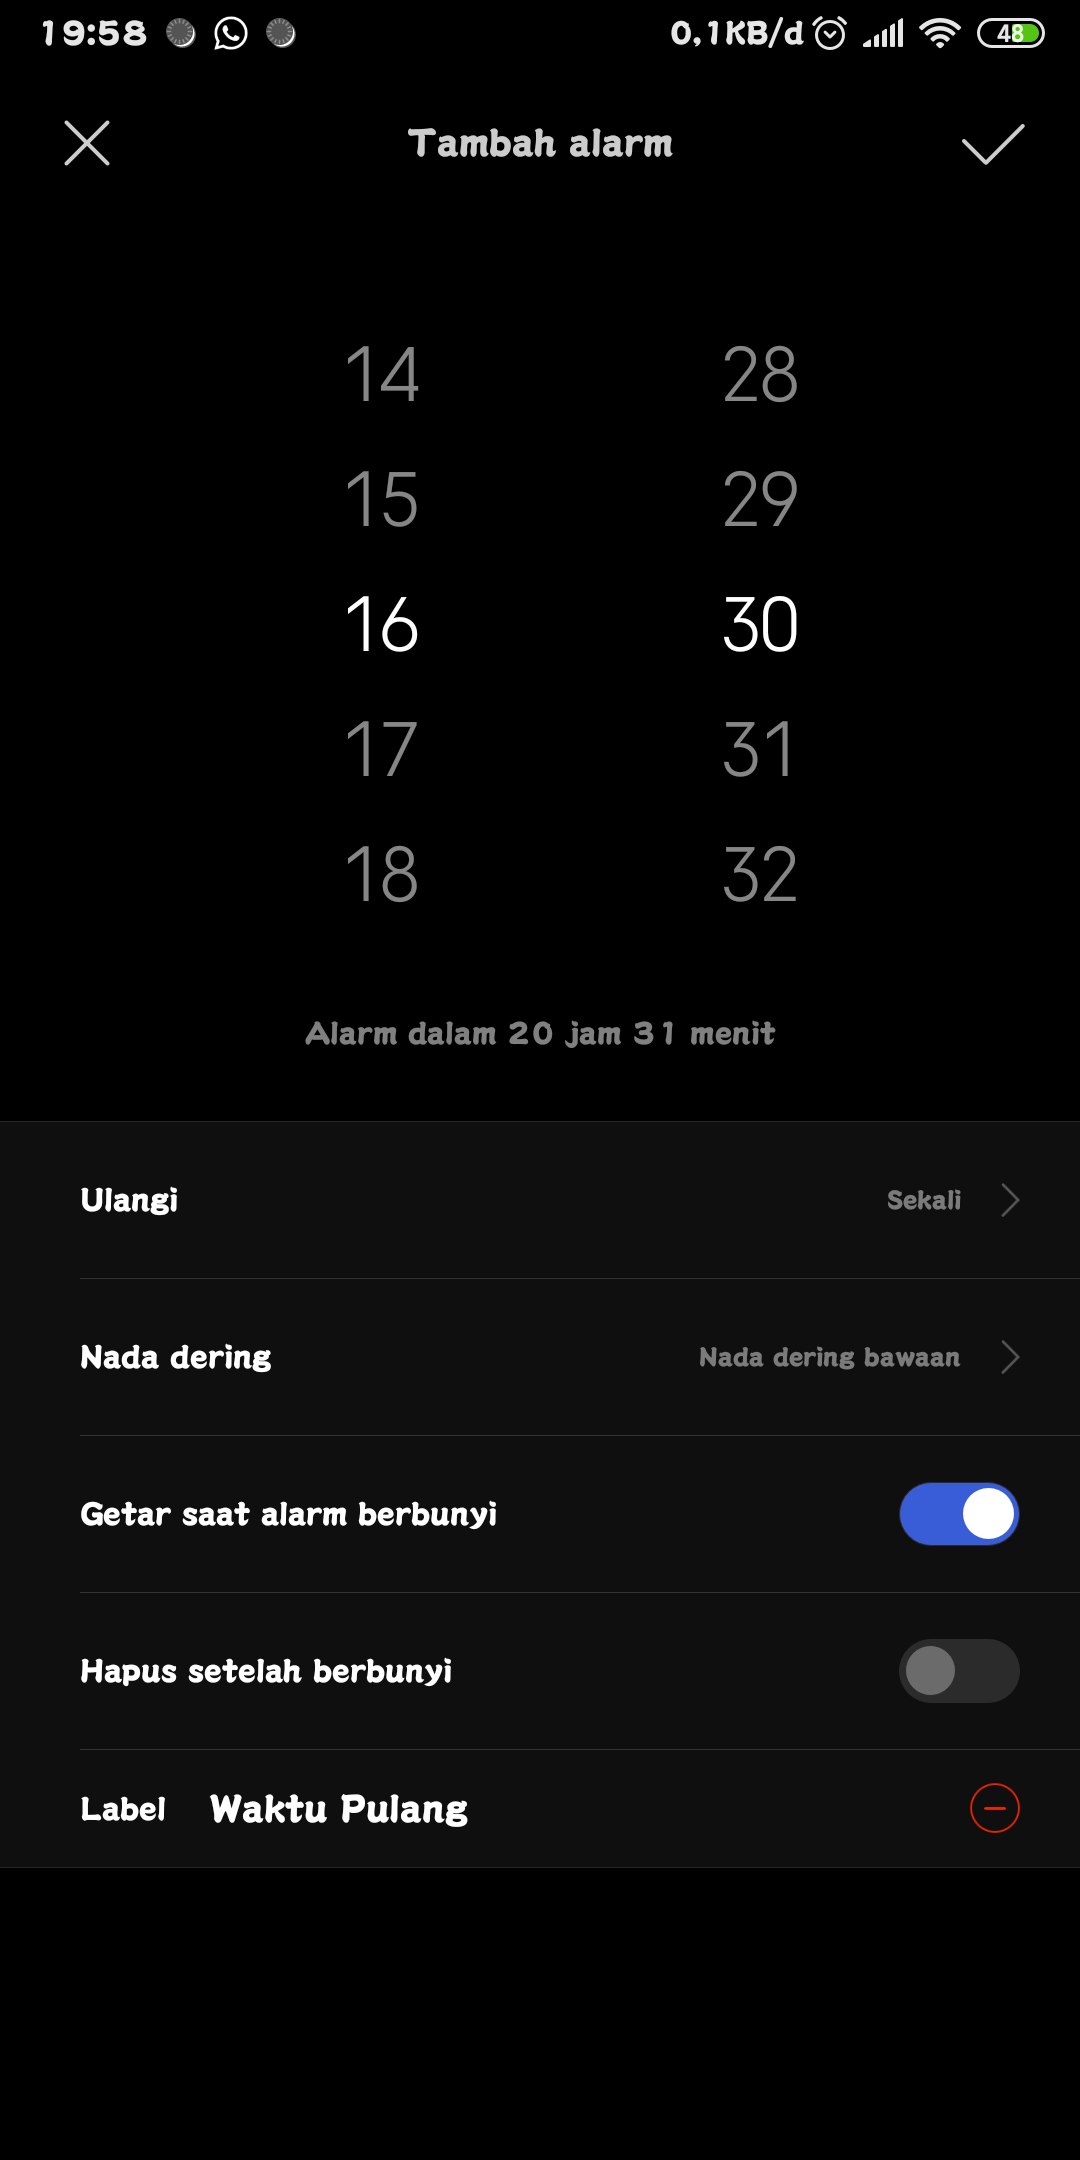 19:58 0,1KB/d 48
Tambah alarm
14 28
15 29
16 30
17 31
18 32
Alarm dalam 20 jam 31 menit
Ulangi Sekali
Nada dering Nada dering bawaan
Getar saat alarm berbunyi
Hapus setelah berbunyi
Label Waktu Pulang